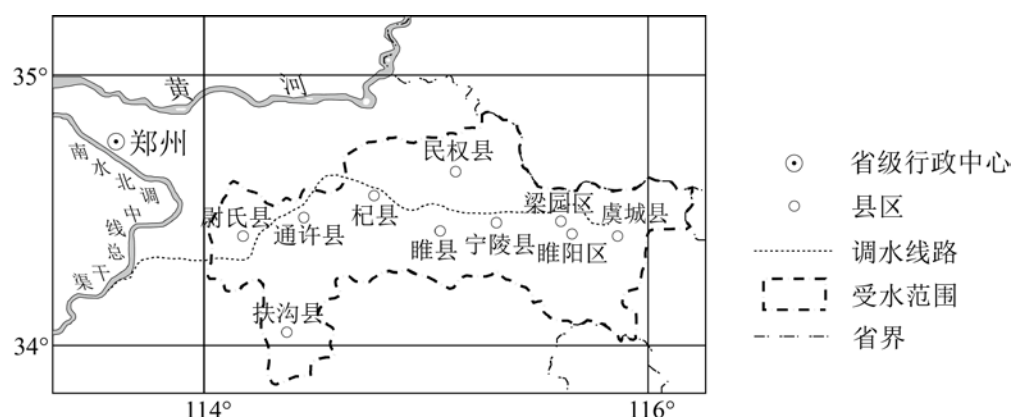 35°
34°
114°
116°
黄河
郑州
南水北调中线总干渠
民权县
尉氏县
通许县
杞县
睢县
宁陵县
梁园区
睢阳区
虞城县
扶沟县
省级行政中心
县区
调水线路
受水范围
省界